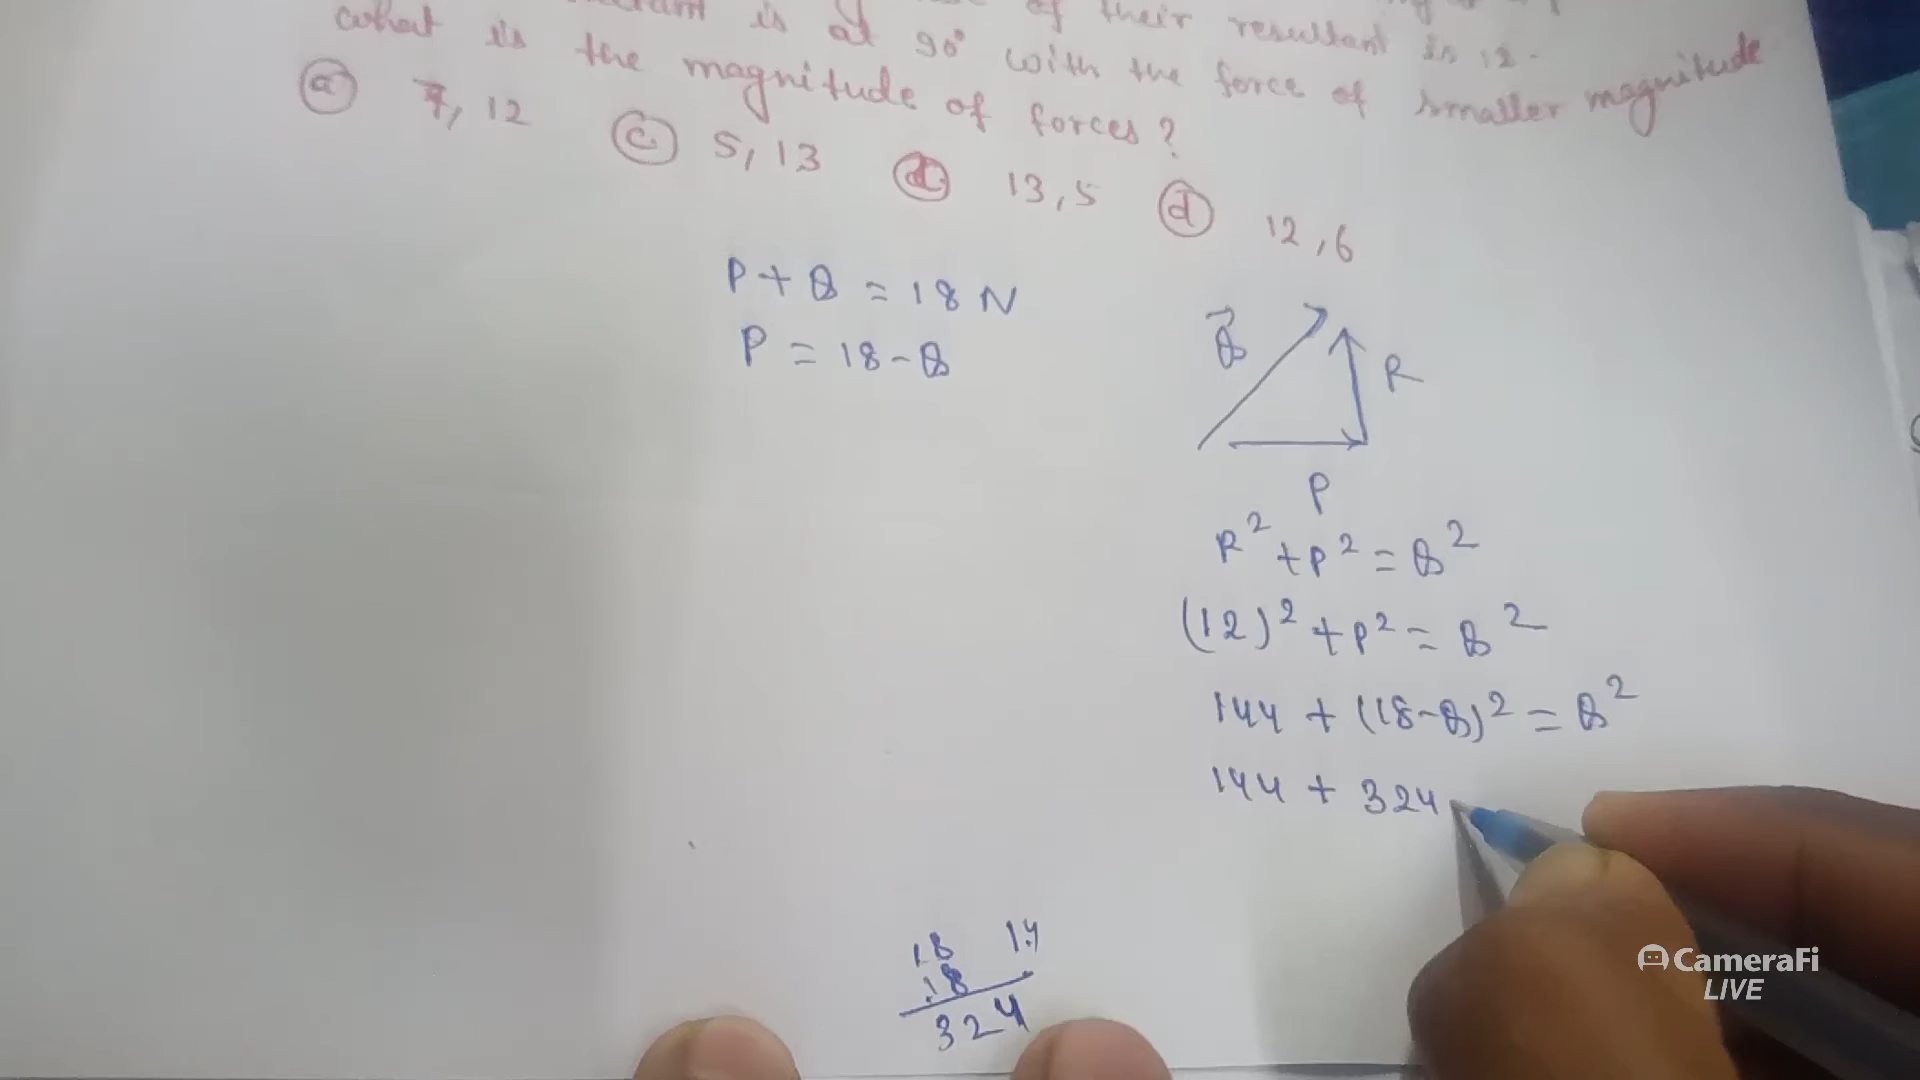 of their resultant is 12.
is at 90° with the force of smaller magnitude
what is the magnitude of forces?
(a) 7, 12 (c) 5, 13 (d) 13, 5 (d) 12, 6
P + Q = 18 N
P = 18 - Q
Q R
P
R² + P² = Q²
(12)² + P² = Q²
144 + (18-Q)² = Q²
144 + 324
18 14
18
324
CameraFi
LIVE